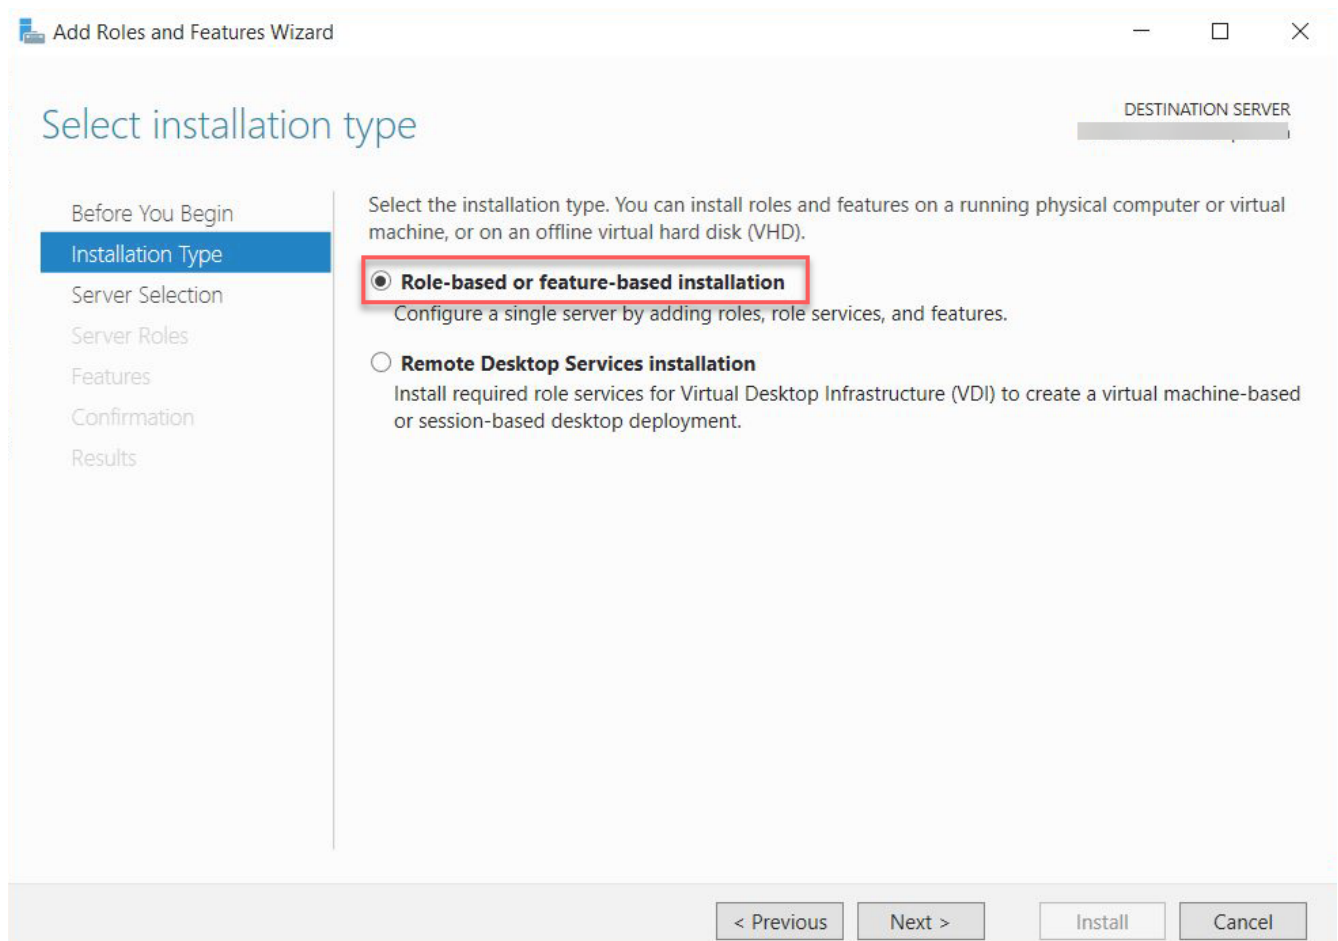 Add Roles and Features Wizard
Select installation type
DESTINATION SERVER
Before You Begin
Installation Type
Server Selection
Server Roles
Features
Confirmation
Results
Select the installation type. You can install roles and features on a running physical computer or virtual
machine, or on an offline virtual hard disk (VHD).
Role-based or feature-based installation
Configure a single server by adding roles, role services, and features.
Remote Desktop Services installation
Install required role services for Virtual Desktop Infrastructure (VDI) to create a virtual machine-based
or session-based desktop deployment.
< Previous
Next >
Install
Cancel